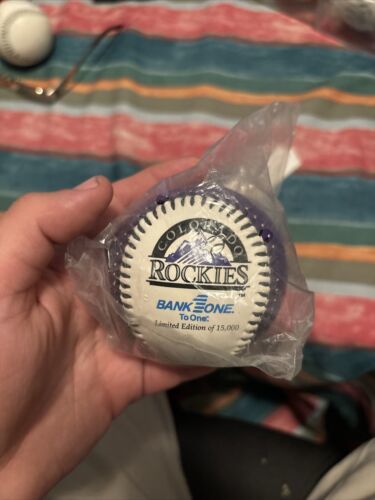 COLORADO
ROCKIES
BANK ONE.
To One:
Limited Edition of 15,000